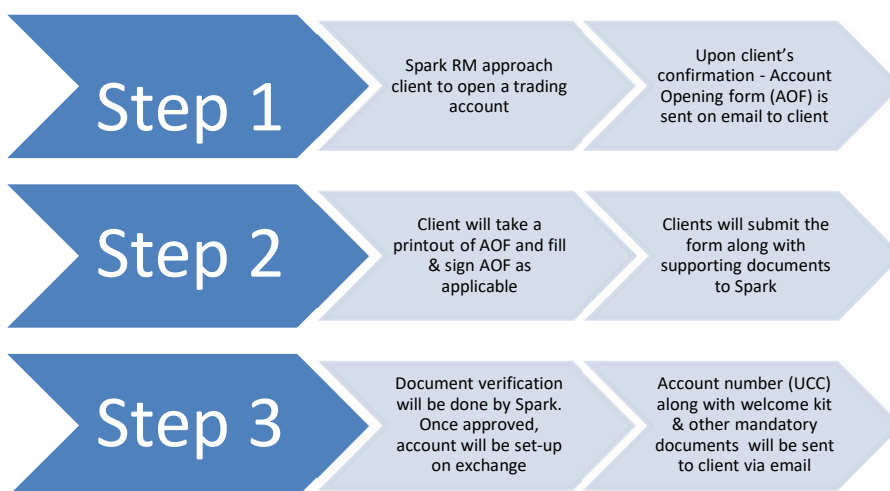 Step 1
Spark RM approach
client to open a trading
account
Upon client’s
confirmation - Account
Opening form (AOF) is
sent on email to client
Step 2
Client will take a
printout of AOF and fill
& sign AOF as
applicable
Clients will submit the
form along with
supporting documents
to Spark
Step 3
Document verification
will be done by Spark.
Once approved,
account will be set-up
on exchange
Account number (UCC)
along with welcome kit
& other mandatory
documents will be sent
to client via email